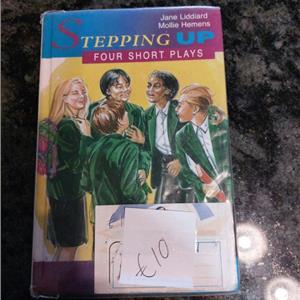 Jane Liddiard
Mollie Hemens
STEPPING UP
FOUR SHORT PLAYS
£10